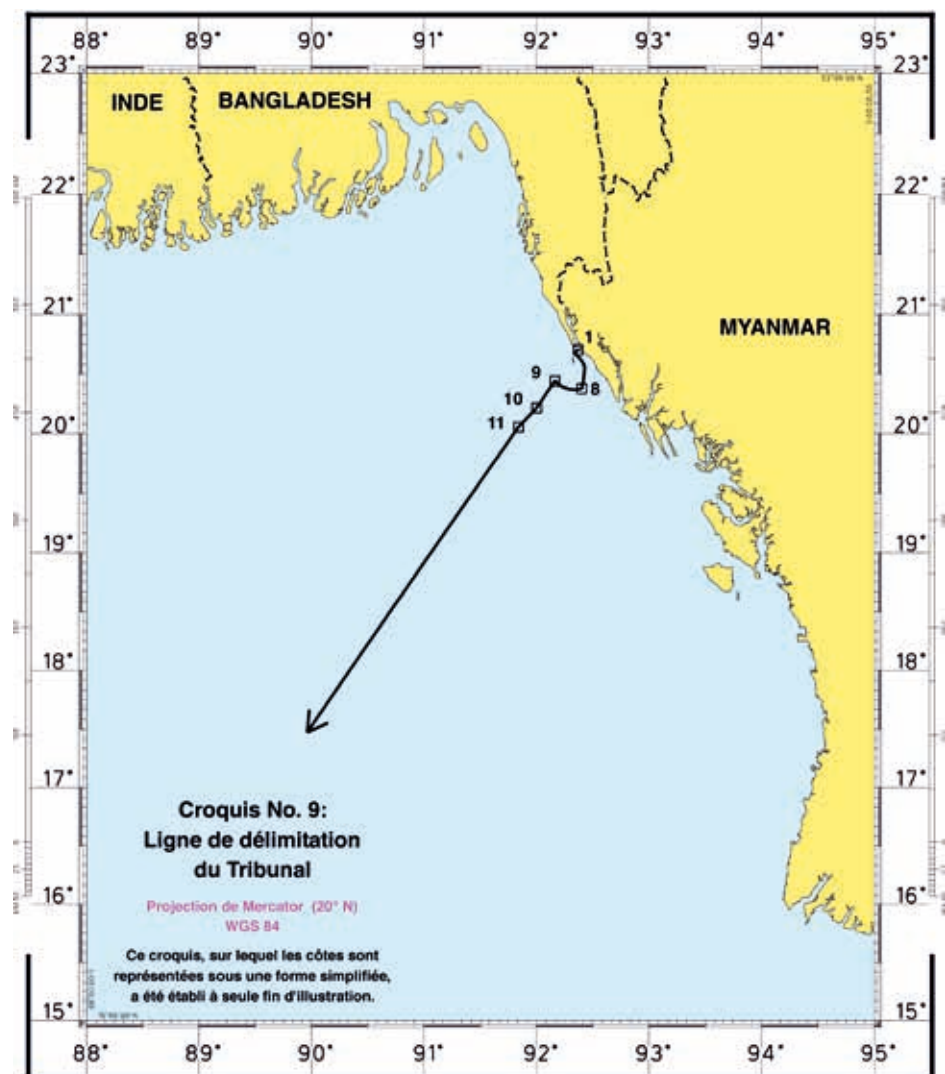 88° 89° 90° 91° 92° 93° 94° 95°
23° 23°
INDE BANGLADESH
22° 22°
21° 21°
MYANMAR
1
9
8
10
11
20° 20°
19° 19°
18° 18°
17° 17°
Croquis No. 9:
Ligne de délimitation
du Tribunal
16° 16°
Projection de Mercator (20° N)
WGS 84
Ce croquis, sur lequel les côtes sont
représentées sous une forme simplifiée,
a été établi à seule fin d'illustration.
15° 15°
88° 89° 90° 91° 92° 93° 94° 95°